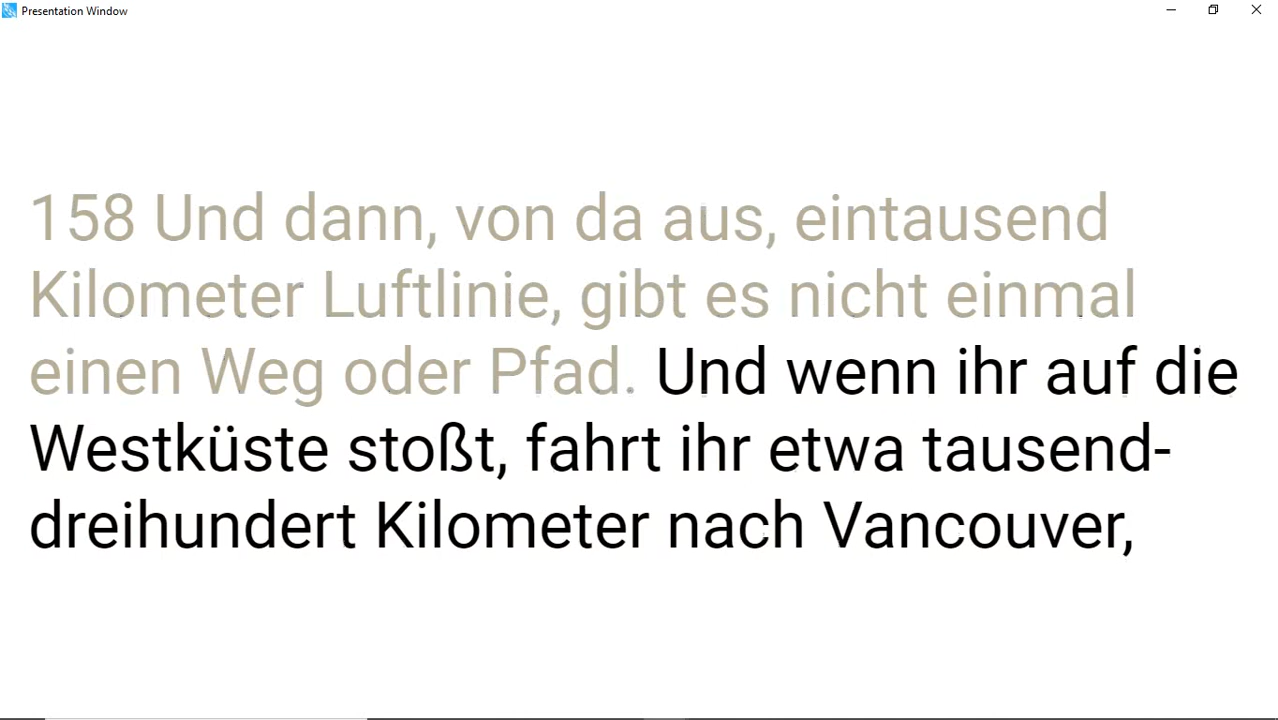 Presentation Window
158 Und dann, von da aus, eintausend
Kilometer Luftlinie, gibt es nicht einmal
einen Weg oder Pfad. Und wenn ihr auf die
Westküste stoßt, fahrt ihr etwa tausend-
dreihundert Kilometer nach Vancouver,